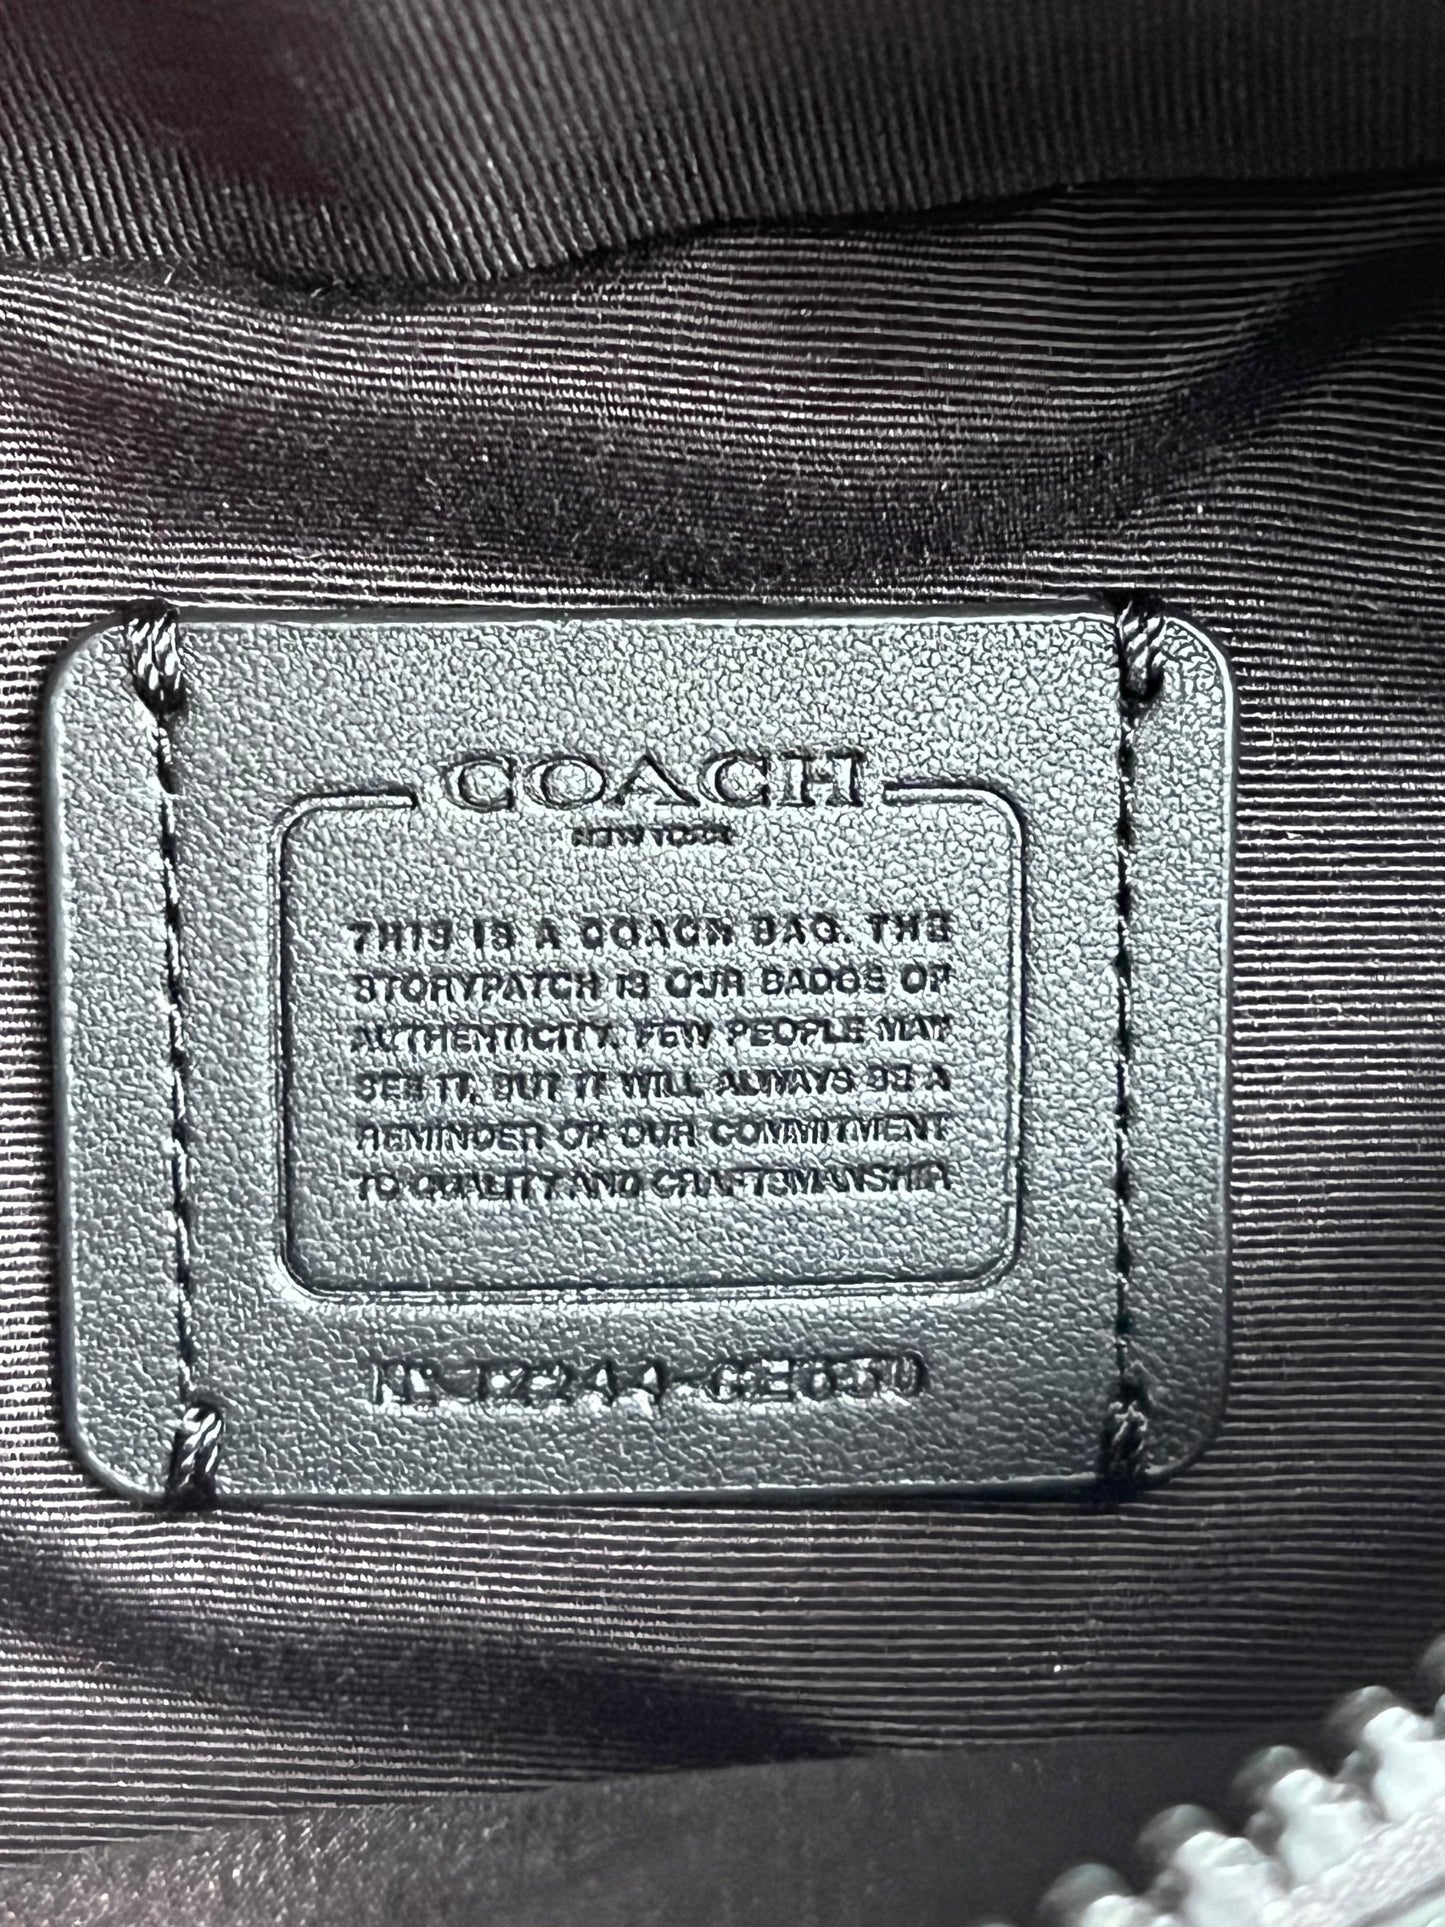 COACH
NEW YORK
THIS IS A COACH BAG. THE
STORYPATCH IS OUR BADGE OF
AUTHENTICITY. FEW PEOPLE MAY
SEE IT, BUT IT WILL ALWAYS BE A
REMINDER OF OUR COMMITMENT
TO QUALITY AND CRAFTSMANSHIP.